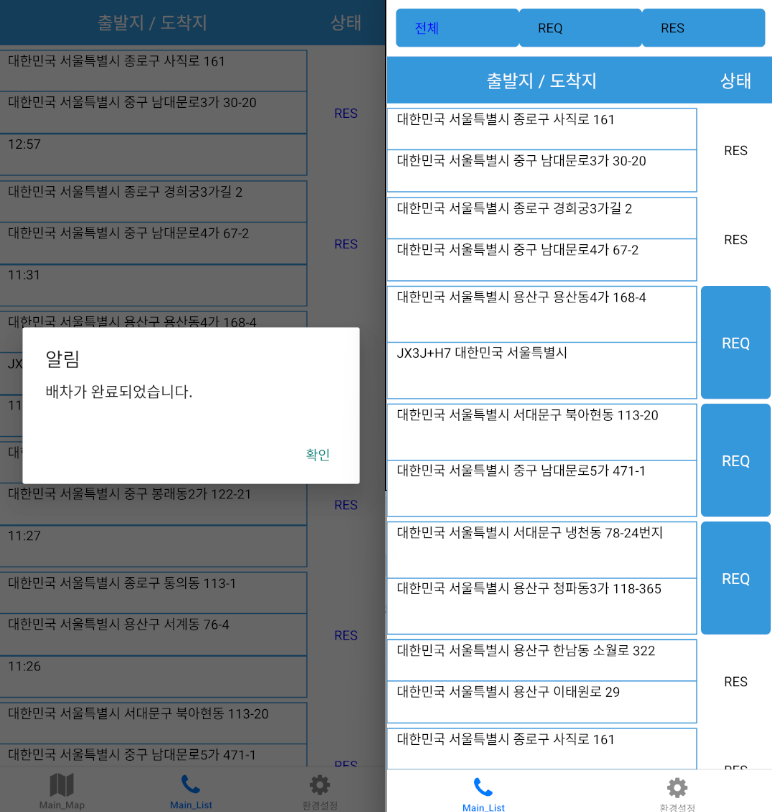 출발지 / 도착지
상태
대한민국 서울특별시 종로구 사직로 161
대한민국 서울특별시 중구 남대문로3가 30-20
RES
12:57
대한민국 서울특별시 종로구 경희궁3가길 2
대한민국 서울특별시 중구 남대문로4가 67-2
RES
11:31
대한민국 서울특별시 용산구 용산동4가 168-4
JX
11
알림
배차가 완료되었습니다.
확인
대한민국 서울특별시 중구 봉래동2가 122-21
RES
11:27
대한민국 서울특별시 종로구 통의동 113-1
대한민국 서울특별시 용산구 서계동 76-4
RES
11:26
대한민국 서울특별시 서대문구 북아현동 113-20
대한민국 서울특별시 중구 남대문로5가 471-1
RES
Main_Map
Main_List
환경설정
전체
REQ
RES
출발지 / 도착지
상태
대한민국 서울특별시 종로구 사직로 161
대한민국 서울특별시 중구 남대문로3가 30-20
RES
대한민국 서울특별시 종로구 경희궁3가길 2
대한민국 서울특별시 중구 남대문로4가 67-2
RES
대한민국 서울특별시 용산구 용산동4가 168-4
JX3J+H7 대한민국 서울특별시
REQ
대한민국 서울특별시 서대문구 북아현동 113-20
대한민국 서울특별시 중구 남대문로5가 471-1
REQ
대한민국 서울특별시 서대문구 냉천동 78-24번지
대한민국 서울특별시 용산구 청파동3가 118-365
REQ
대한민국 서울특별시 용산구 한남동 소월로 322
대한민국 서울특별시 용산구 이태원로 29
RES
대한민국 서울특별시 종로구 사직로 161
RES
Main_List
환경설정